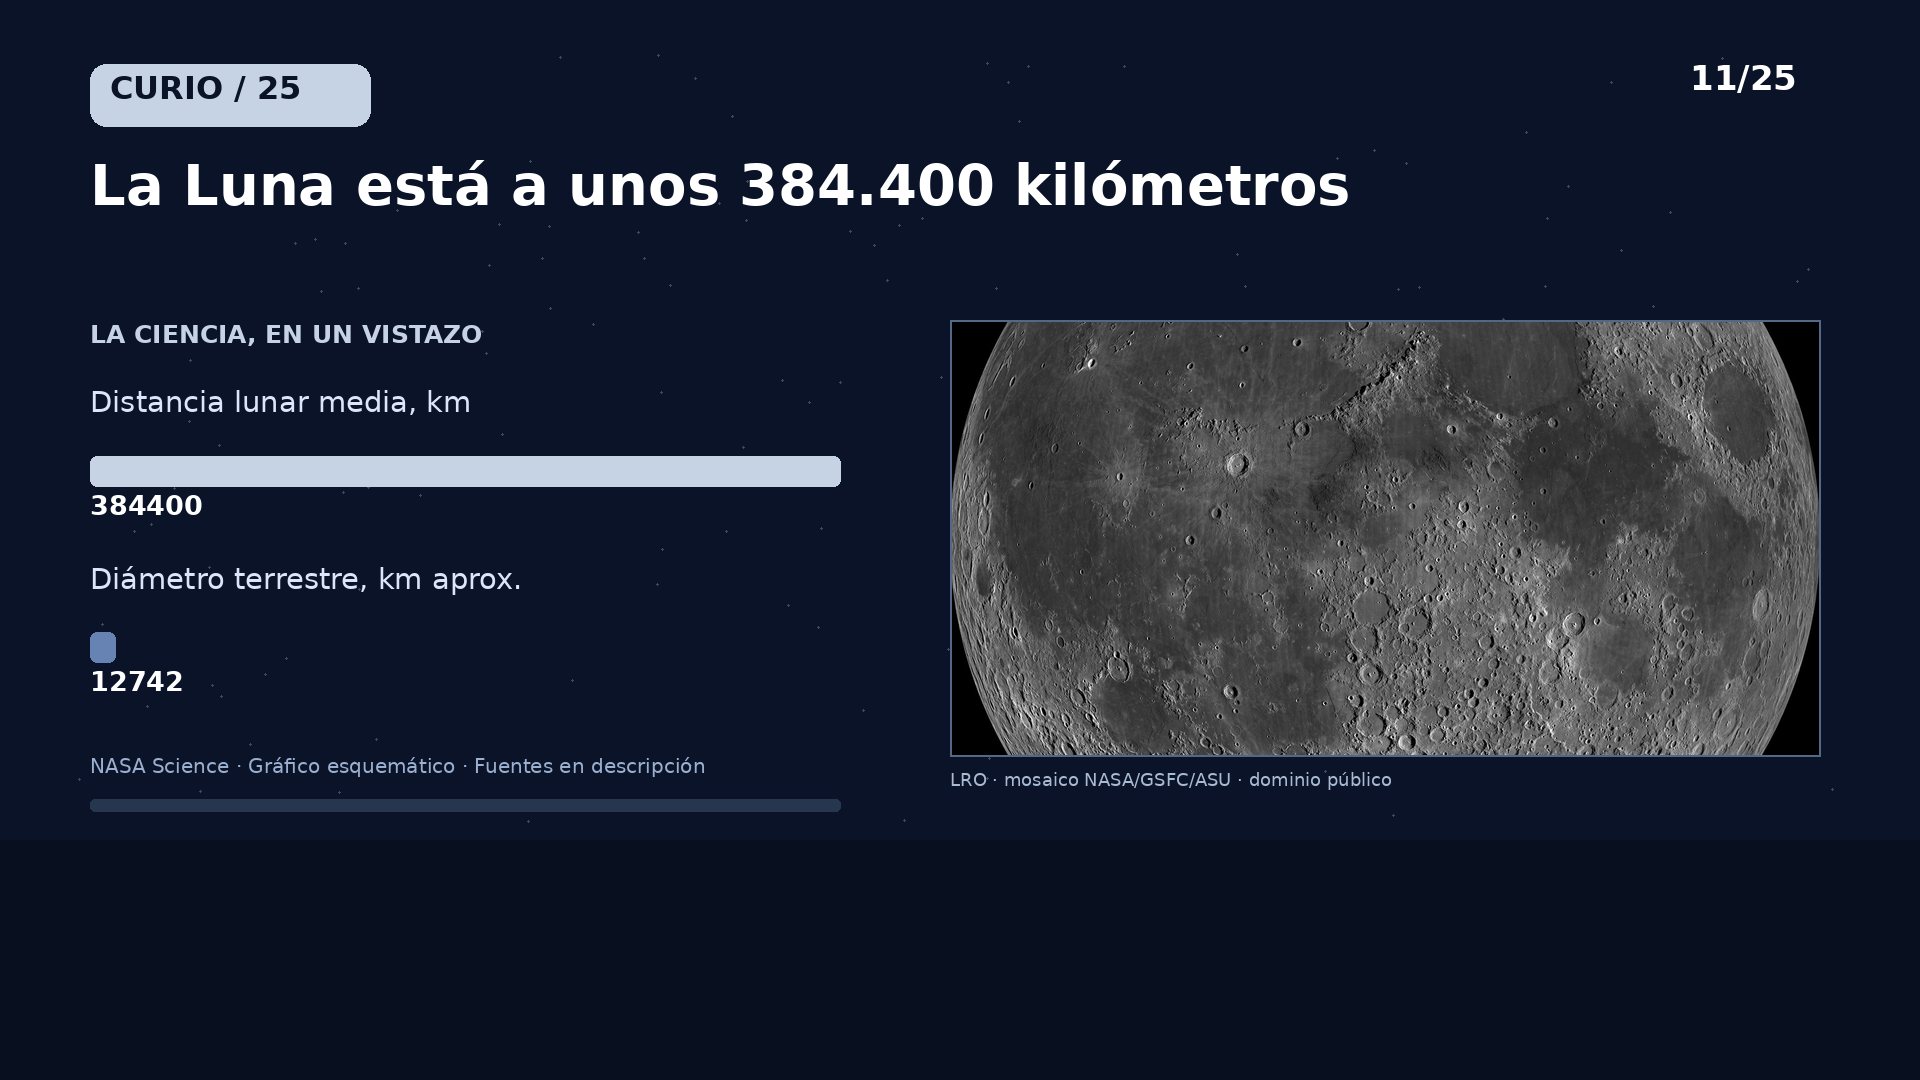 CURIO / 25
11/25
La Luna está a unos 384.400 kilómetros
LA CIENCIA, EN UN VISTAZO
Distancia lunar media, km
384400
Diámetro terrestre, km aprox.
12742
NASA Science · Gráfico esquemático · Fuentes en descripción
LRO · mosaico NASA/GSFC/ASU · dominio público